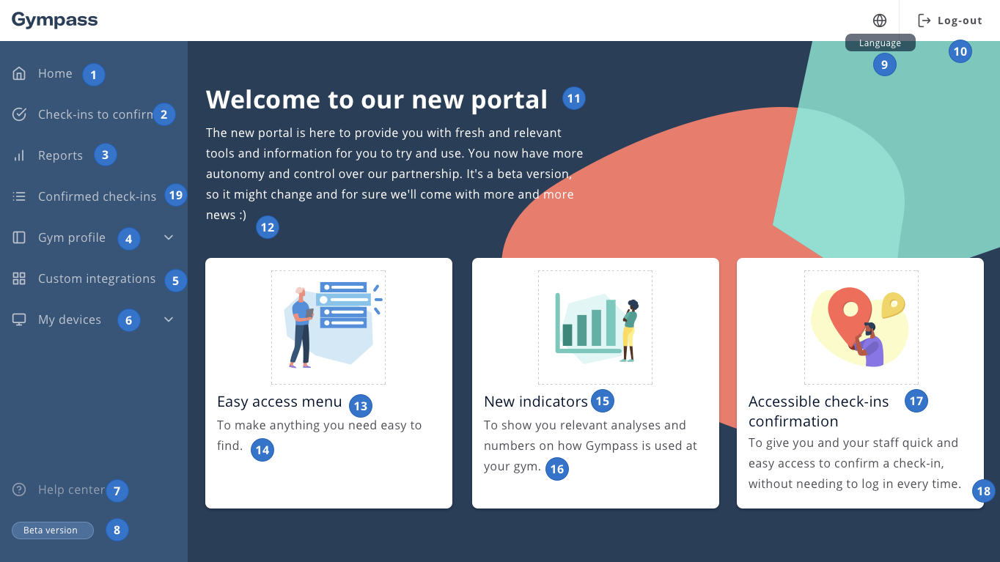 Gympass
Log-out
Language
10
9
Home 1
Check-ins to confirm 2
Reports 3
Confirmed check-ins 19
Gym profile 4
Custom integrations 5
My devices 6
Help center 7
Beta version 8
Welcome to our new portal 11
The new portal is here to provide you with fresh and relevant
tools and information for you to try and use. You now have more
autonomy and control over our partnership. It's a beta version,
so it might change and for sure we'll come with more and more
news :) 12
Easy access menu 13
To make anything you need easy to
find. 14
New indicators 15
To show you relevant analyses and
numbers on how Gympass is used at
your gym. 16
Accessible check-ins 17
confirmation
To give you and your staff quick and
easy access to confirm a check-in,
without needing to log in every time. 18